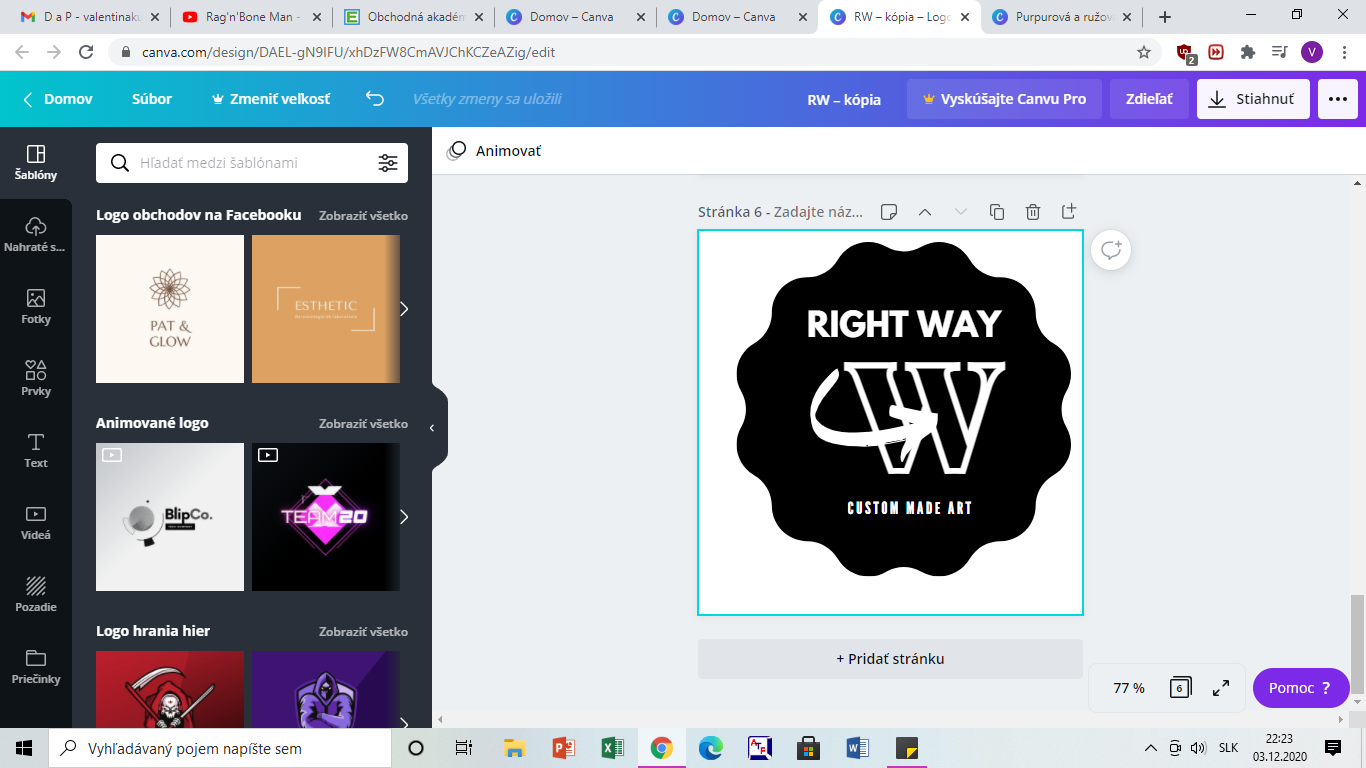 D a P - valentinaku
Rag'n'Bone Man -
Obchodná akadém
Domov – Canva
Domov – Canva
RW – kópia – Logo
Purpurová a ružová
canva.com/design/DAEL-gN9IFU/xhDzFW8CmAVJChKCZeAZig/edit
2
V
Domov
Súbor
Zmeniť veľkosť
Všetky zmeny sa uložili
RW – kópia
Vyskúšajte Canvu Pro
Zdieľať
Stiahnuť
Šablóny
Nahraté s...
Fotky
Prvky
Text
Videá
Pozadie
Priečinky
Hľadať medzi šablónami
Logo obchodov na Facebooku
Zobraziť všetko
PAT &
GLOW
ESTHETIC
Animované logo
Zobraziť všetko
BlipCo.
TEAM20
Logo hrania hier
Zobraziť všetko
Animovať
Stránka 6 - Zadajte náz...
RIGHT WAY
W
CUSTOM MADE ART
+ Pridať stránku
77 %
6
Pomoc ?
Vyhľadávaný pojem napíšte sem
SLK
22:23
03.12.2020